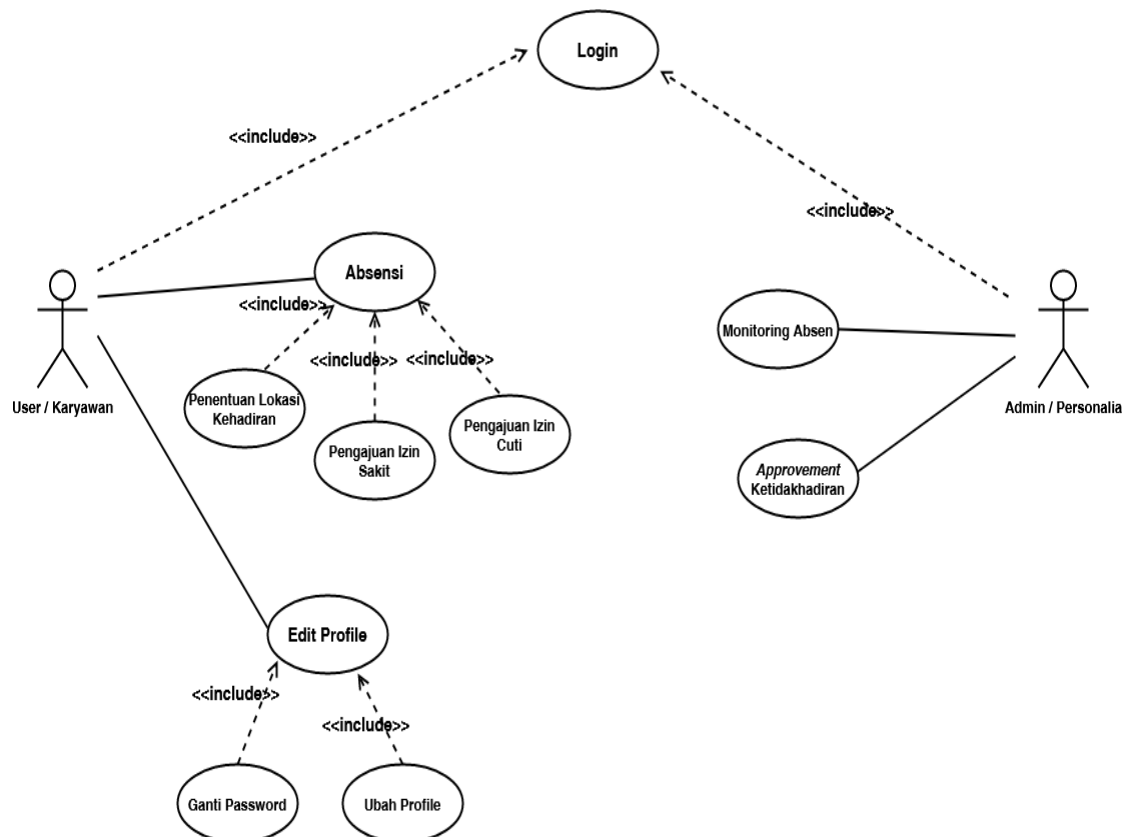 Login
<<include>>
<<include>>
Absensi
<<include>>
<<include>>
<<include>>
Monitoring Absen
User / Karyawan
Admin / Personalia
Penentuan Lokasi
Kehadiran
Pengajuan Izin
Sakit
Pengajuan Izin
Cuti
Approvement
Ketidakhadiran
Edit Profile
<<include>>
<<include>>
Ganti Password
Ubah Profile